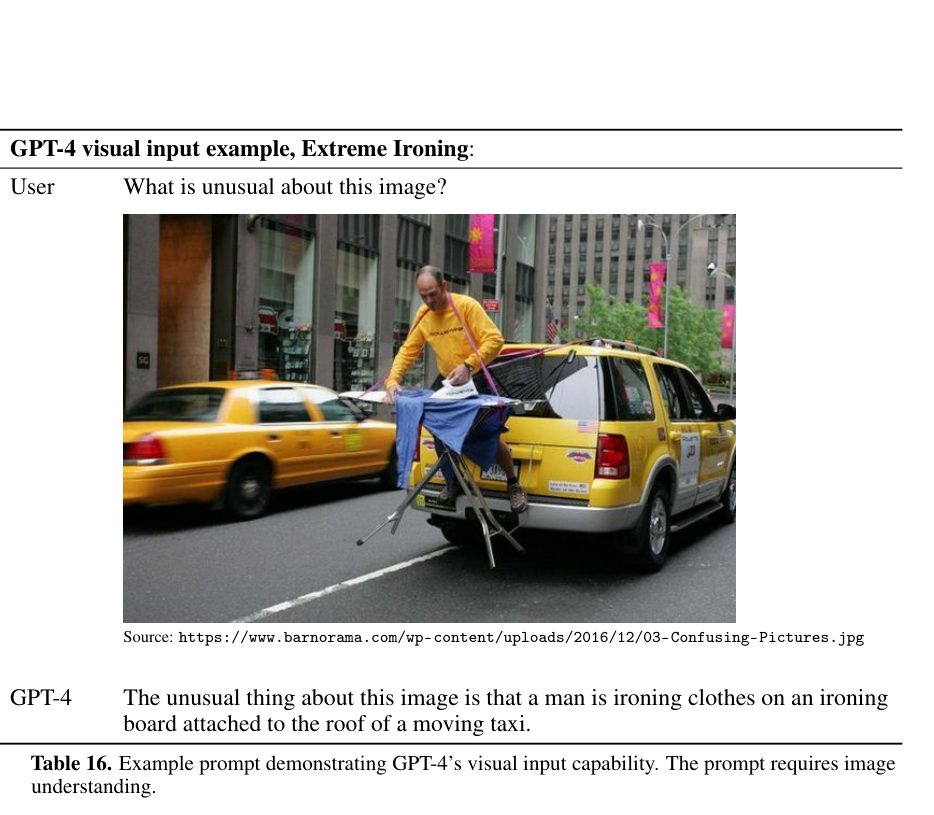 GPT-4 visual input example, Extreme Ironing:
User What is unusual about this image?
SG
Source: https://www.barnorama.com/wp-content/uploads/2016/12/03-Confusing-Pictures.jpg
GPT-4 The unusual thing about this image is that a man is ironing clothes on an ironing
board attached to the roof of a moving taxi.
Table 16. Example prompt demonstrating GPT-4's visual input capability. The prompt requires image
understanding.